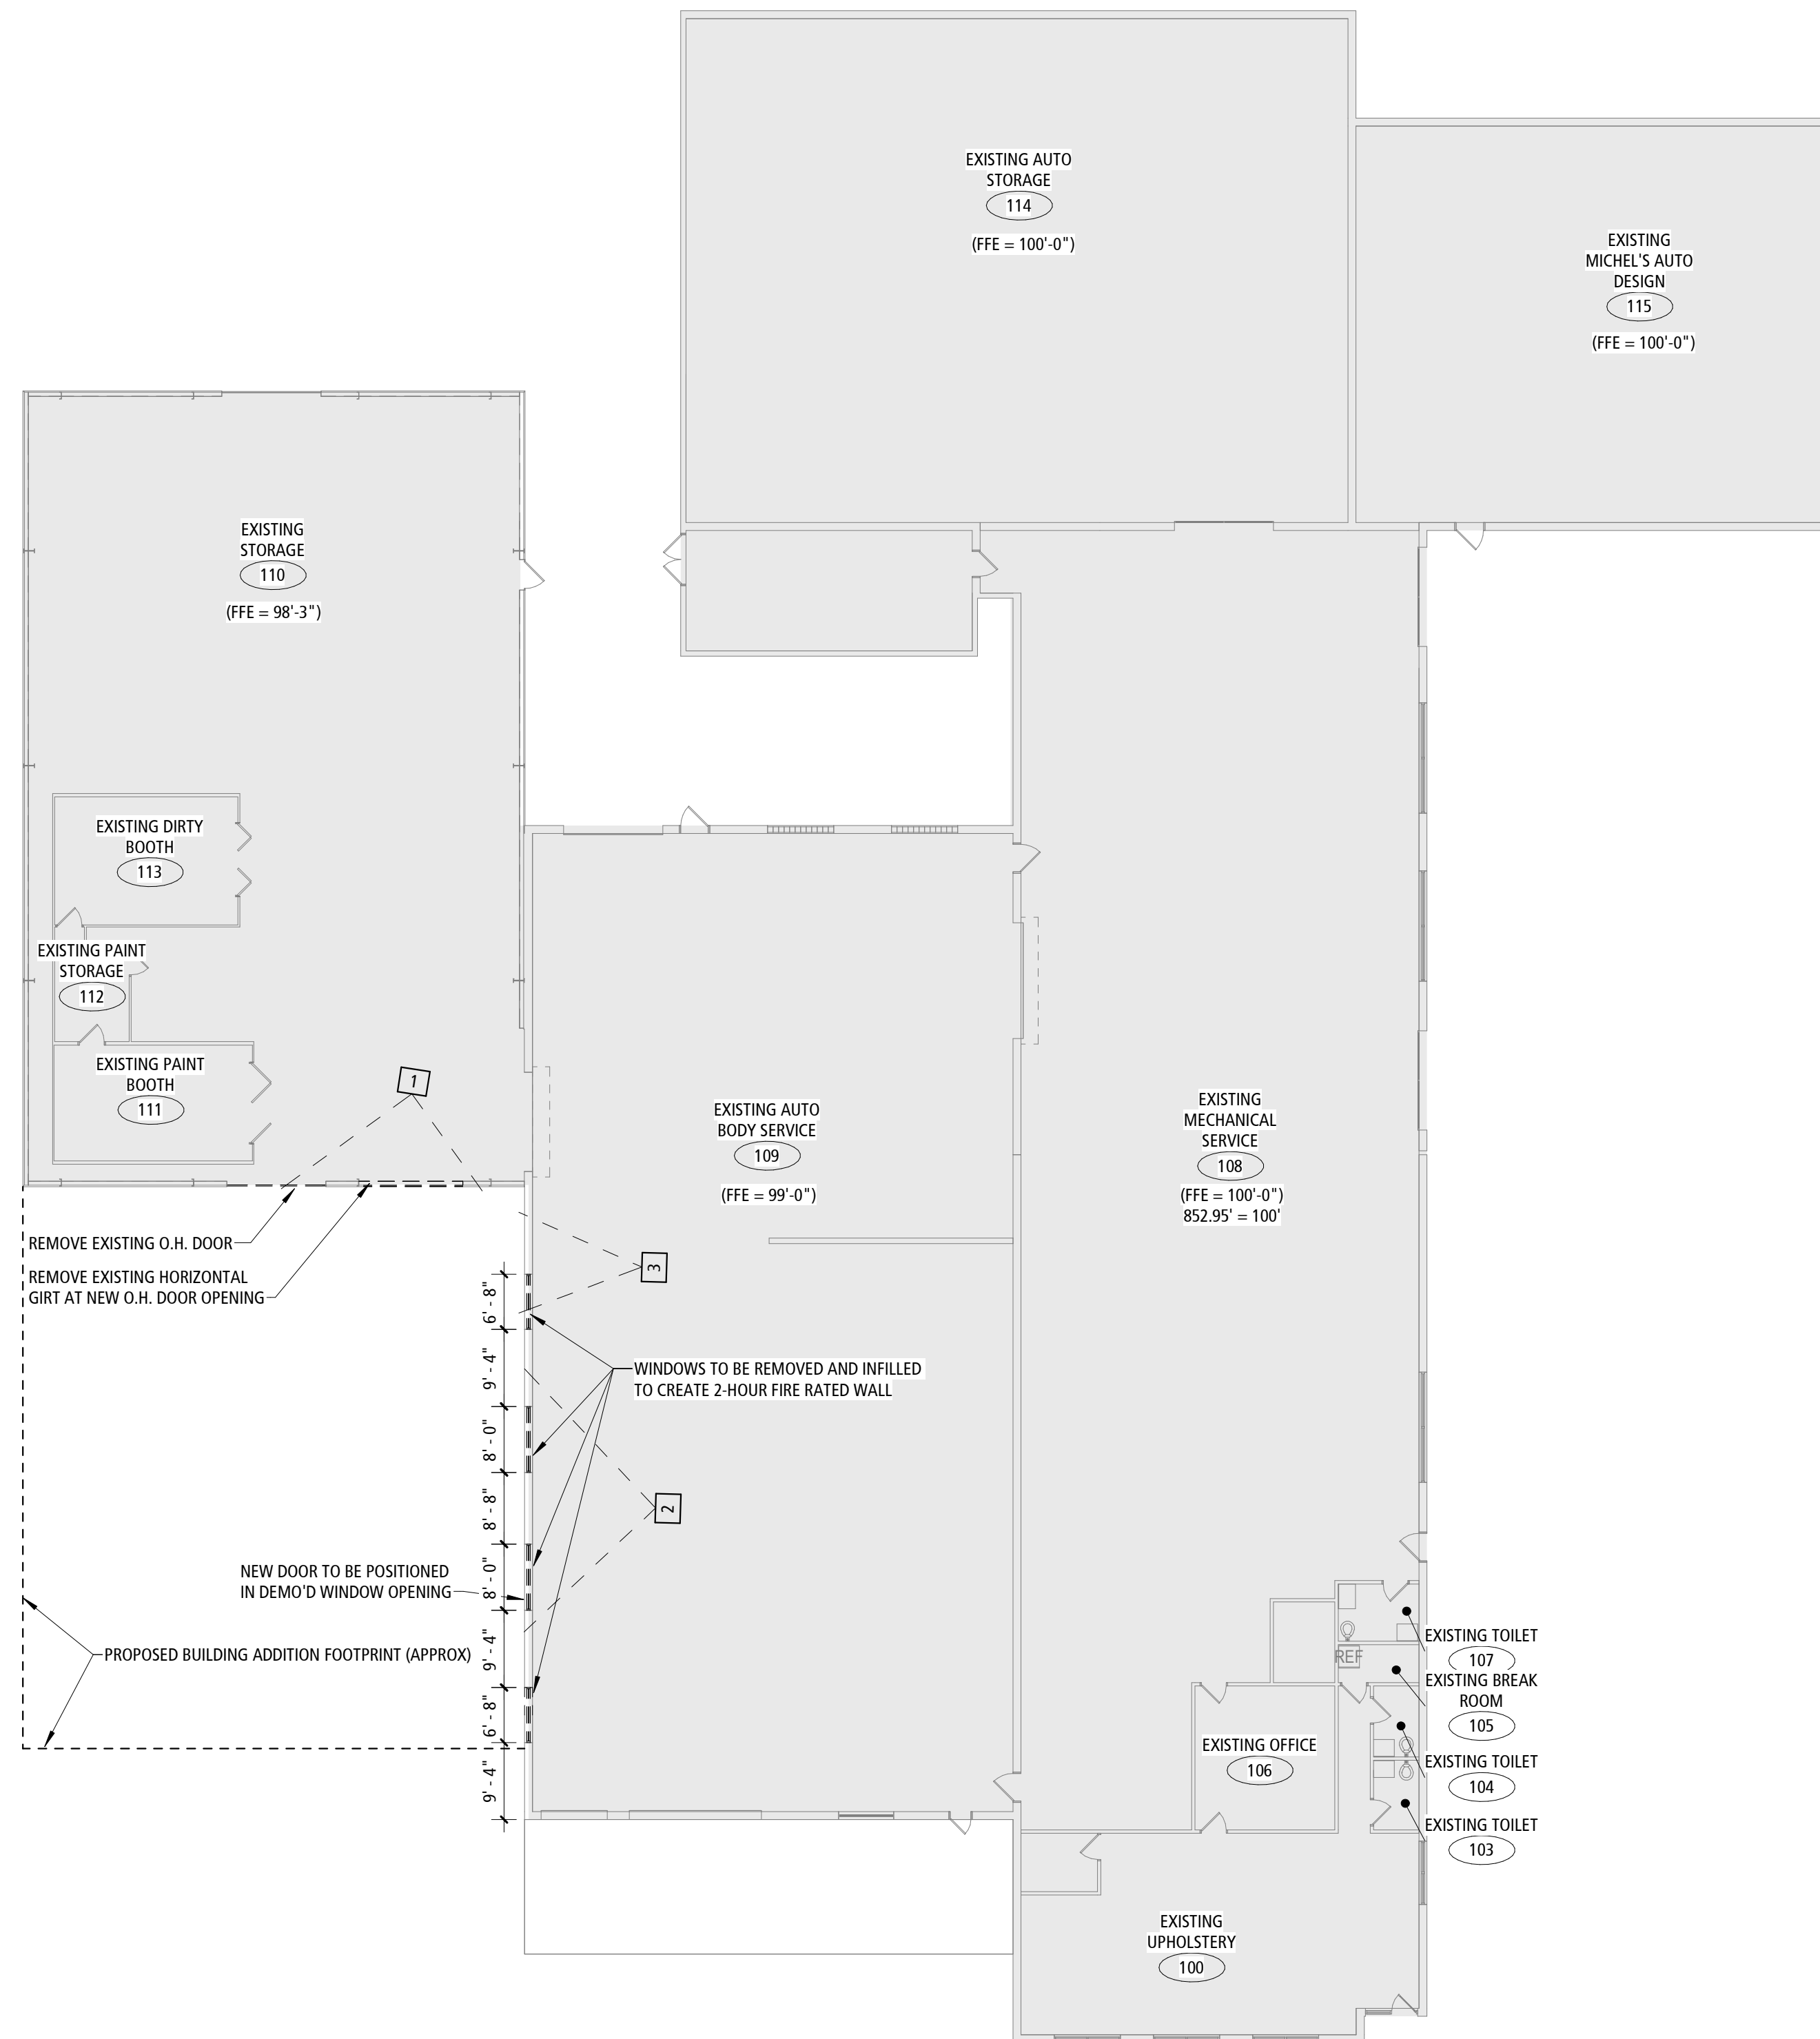 EXISTING AUTO
STORAGE
114
(FFE = 100'-0")
EXISTING
MICHEL'S AUTO
DESIGN
115
(FFE = 100'-0")
EXISTING
STORAGE
110
(FFE = 98'-3")
EXISTING DIRTY
BOOTH
113
EXISTING PAINT
STORAGE
112
EXISTING PAINT
BOOTH
111
1
EXISTING AUTO
BODY SERVICE
109
(FFE = 99'-0")
EXISTING
MECHANICAL
SERVICE
108
(FFE = 100'-0")
852.95' = 100'
REMOVE EXISTING O.H. DOOR
REMOVE EXISTING HORIZONTAL
GIRT AT NEW O.H. DOOR OPENING
3
6' - 8"
9' - 4"
8' - 0"
8' - 8"
8' - 0"
9' - 4"
6' - 8"
9' - 4"
WINDOWS TO BE REMOVED AND INFILLED
TO CREATE 2-HOUR FIRE RATED WALL
2
NEW DOOR TO BE POSITIONED
IN DEMO'D WINDOW OPENING
PROPOSED BUILDING ADDITION FOOTPRINT (APPROX)
REF
EXISTING TOILET
107
EXISTING BREAK
ROOM
105
EXISTING OFFICE
106
EXISTING TOILET
104
EXISTING TOILET
103
EXISTING
UPHOLSTERY
100